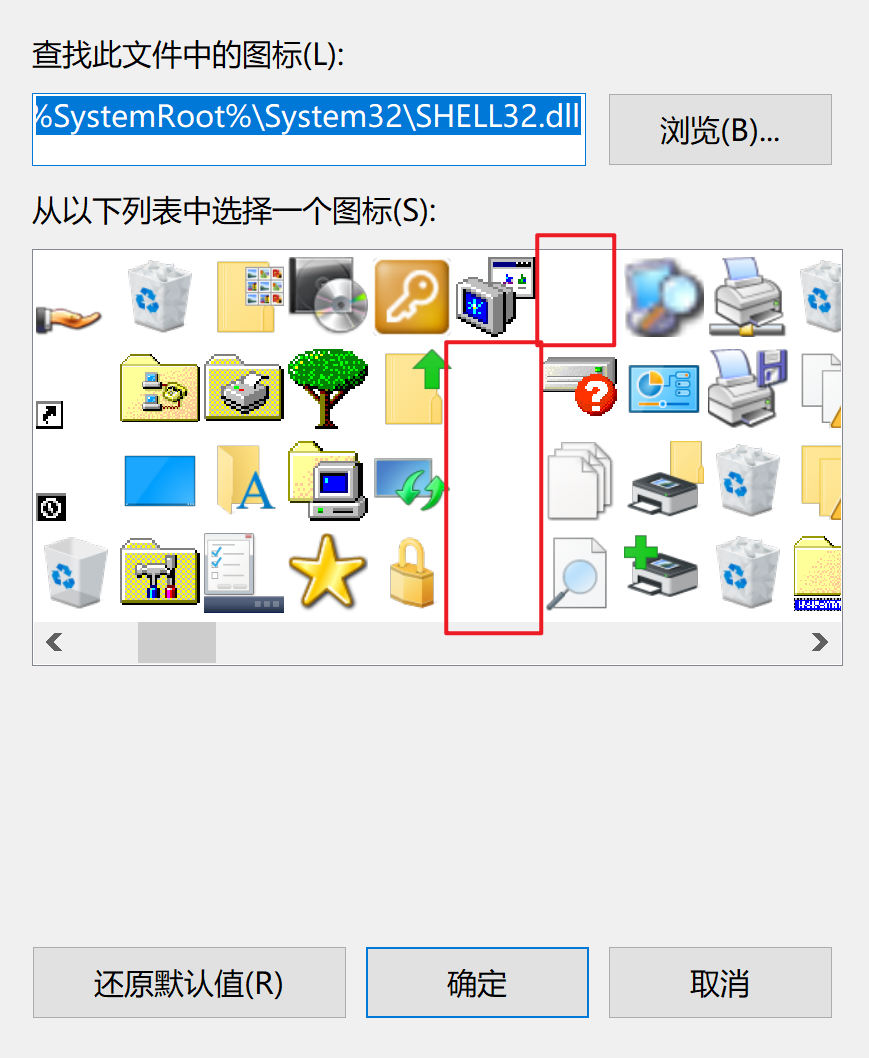 查找此文件中的图标(L):
%SystemRoot%\System32\SHELL32.dll
浏览(B)...
从以下列表中选择一个图标(S):
A
?
还原默认值(R)
确定
取消